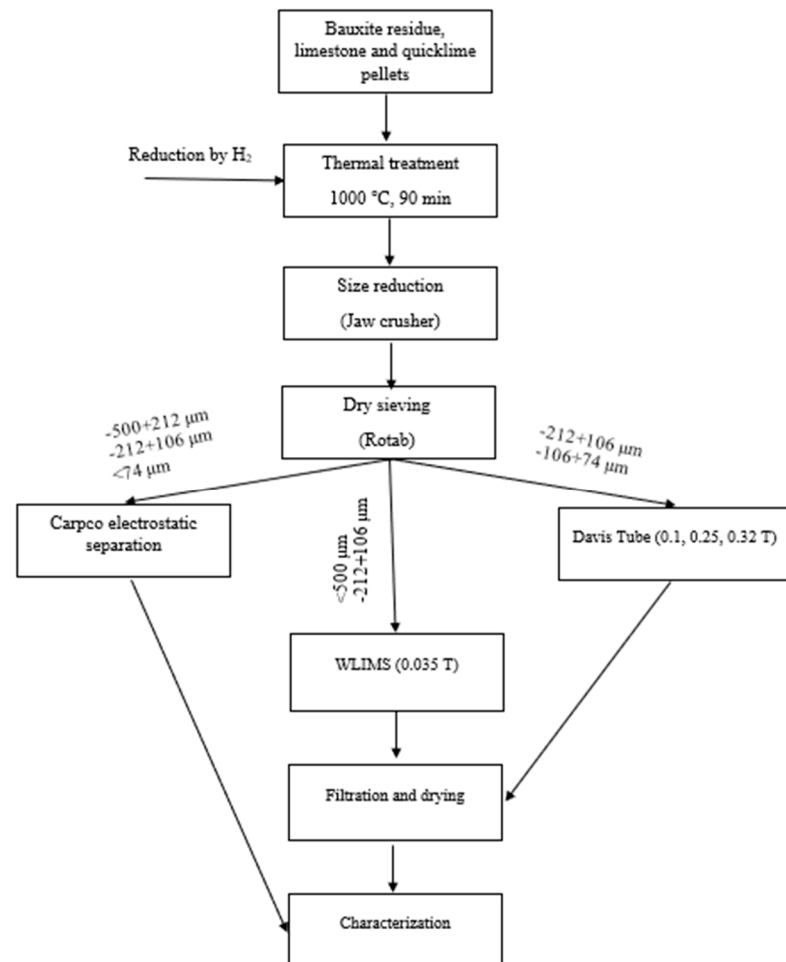 Bauxite residue,
limestone and quicklime
pellets
Reduction by H₂
Thermal treatment
1000 °C, 90 min
Size reduction
(Jaw crusher)
Dry sieving
(Rotab)
-500+212 μm
-212+106 μm
<74 μm
<500 μm
-212+106 μm
-212+106 μm
-106+74 μm
Carpco electrostatic
separation
Davis Tube (0.1, 0.25, 0.32 T)
WLIMS (0.035 T)
Filtration and drying
Characterization